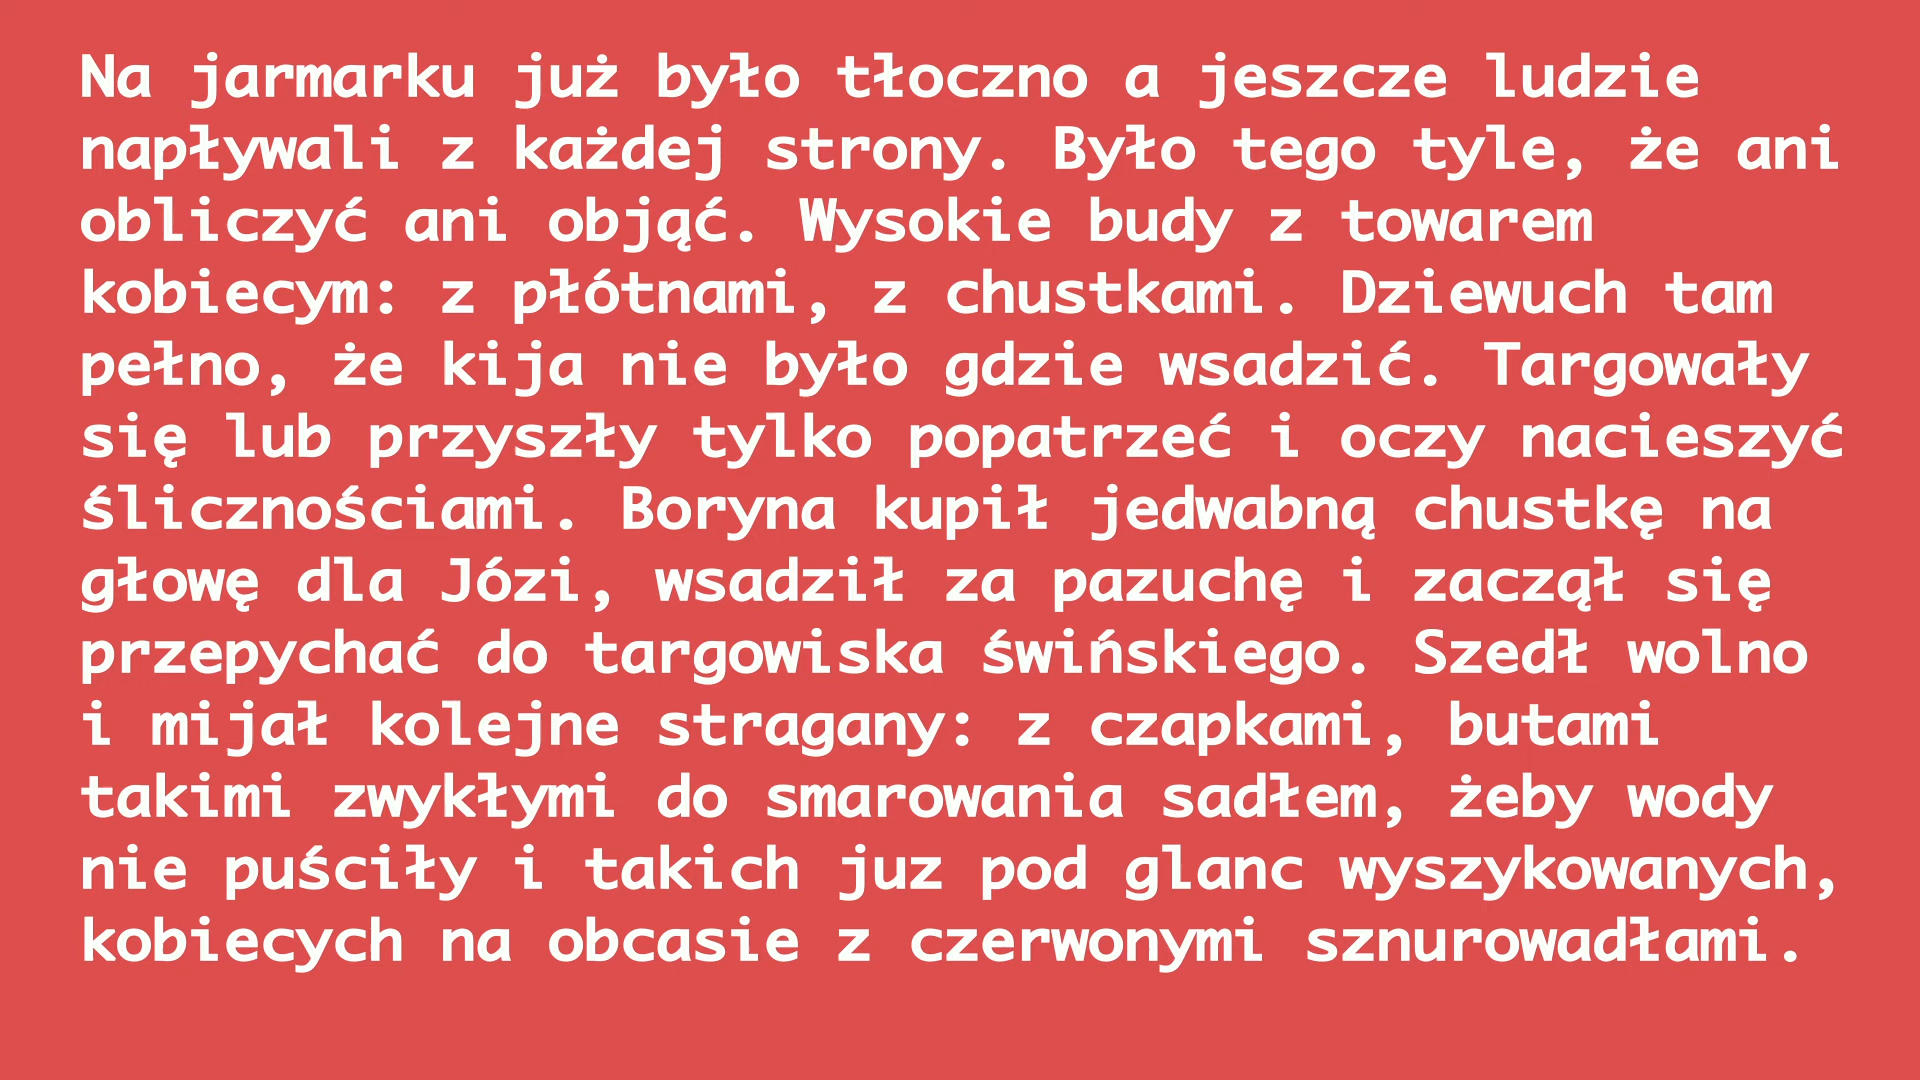 Na jarmarku już było tłoczno a jeszcze ludzie
napływali z każdej strony. Było tego tyle, że ani
obliczyć ani objąć. Wysokie budy z towarem
kobiecym: z płótnami, z chustkami. Dziewuch tam
pełno, że kija nie było gdzie wsadzić. Targowały
się lub przyszły tylko popatrzeć i oczy nacieszyć
ślicznościami. Boryna kupił jedwabną chustkę na
głowę dla Józi, wsadził za pazuchę i zaczął się
przepychać do targowiska świńskiego. Szedł wolno
i mijał kolejne stragany: z czapkami, butami
takimi zwykłymi do smarowania sadłem, żeby wody
nie puściły i takich juz pod glanc wyszykowanych,
kobiecych na obcasie z czerwonymi sznurowadłami.